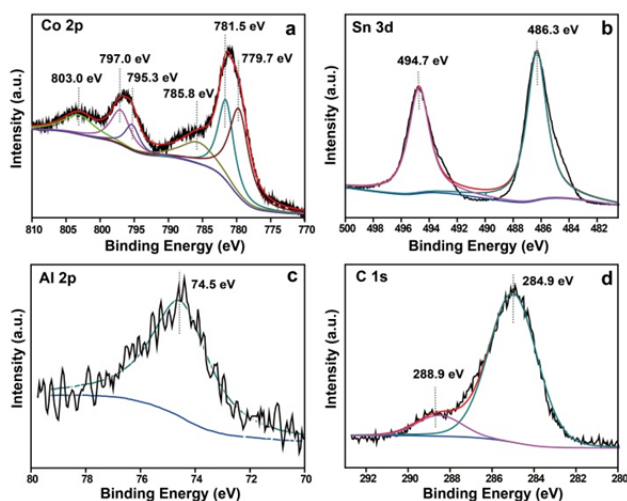 Co 2p
803.0 eV
797.0 eV
795.3 eV
785.8 eV
781.5 eV
779.7 eV
a
Intensity (a.u.)
810 805 800 795 790 785 780 775 770
Binding Energy (eV)
Sn 3d
494.7 eV
486.3 eV
b
Intensity (a.u.)
500 498 496 494 492 490 488 486 484 482
Binding Energy (eV)
Al 2p
74.5 eV
c
Intensity (a.u.)
80 78 76 74 72 70
Binding Energy (eV)
C 1s
288.9 eV
284.9 eV
d
Intensity (a.u.)
292 290 288 286 284 282 280
Binding Energy (eV)